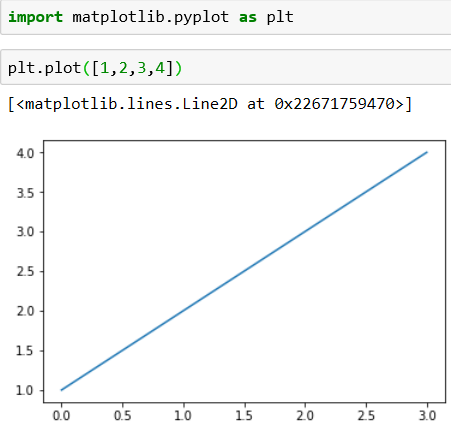 import matplotlib.pyplot as plt
plt.plot([1,2,3,4])
[<matplotlib.lines.Line2D at 0x22671759470>]
4.0
3.5
3.0
2.5
2.0
1.5
1.0
0.0 0.5 1.0 1.5 2.0 2.5 3.0